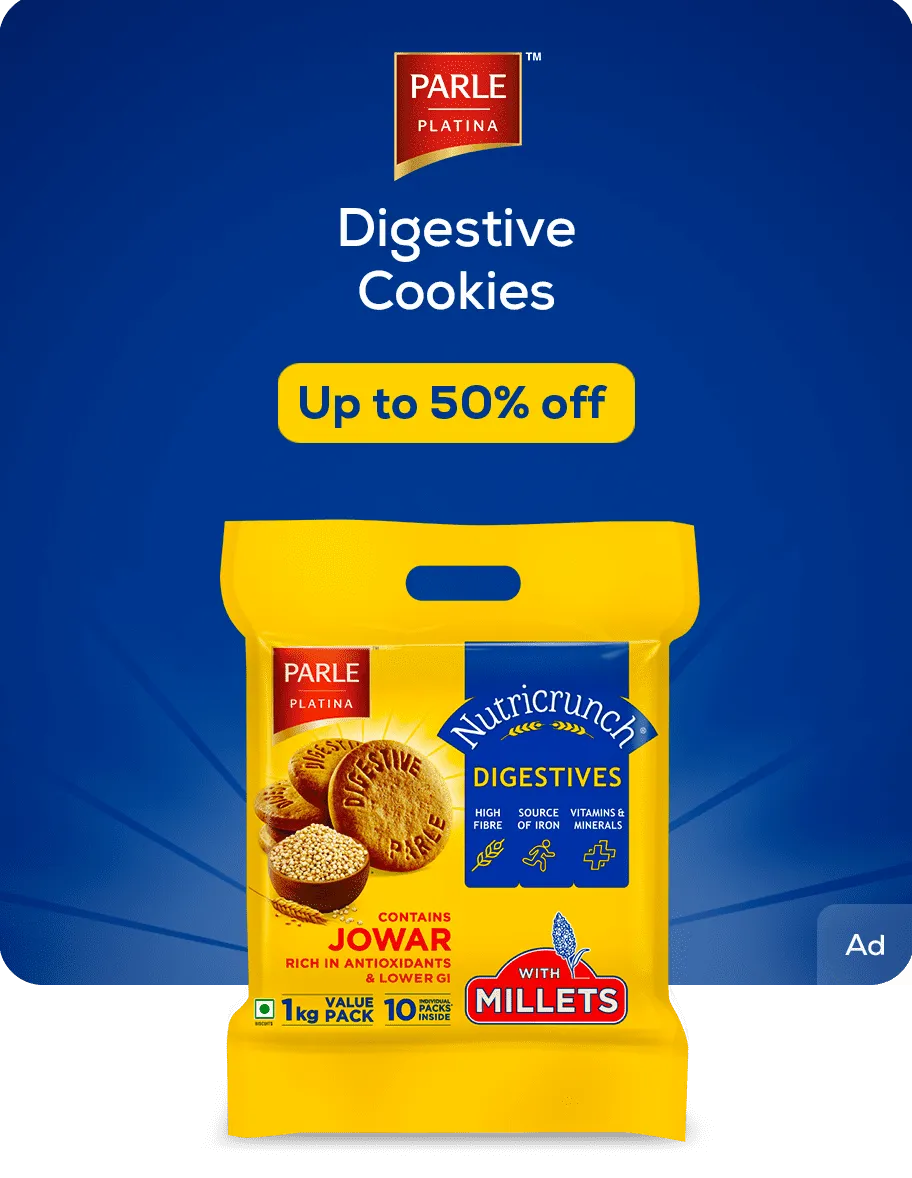 PARLE
PLATINA
TM
Digestive
Cookies
Up to 50% off
PARLE
PLATINA
Nutricrunch®
DIGESTIVES
HIGH
FIBRE
SOURCE
OF IRON
VITAMINS &
MINERALS
DIGESTIVE
DIGESTIVE
PARLE
CONTAINS
JOWAR
RICH IN ANTIOXIDANTS
& LOWER GI
WITH
MILLETS
BISCUITS
1kg VALUE
PACK
10 INDIVIDUAL
PACKS
INSIDE
Ad